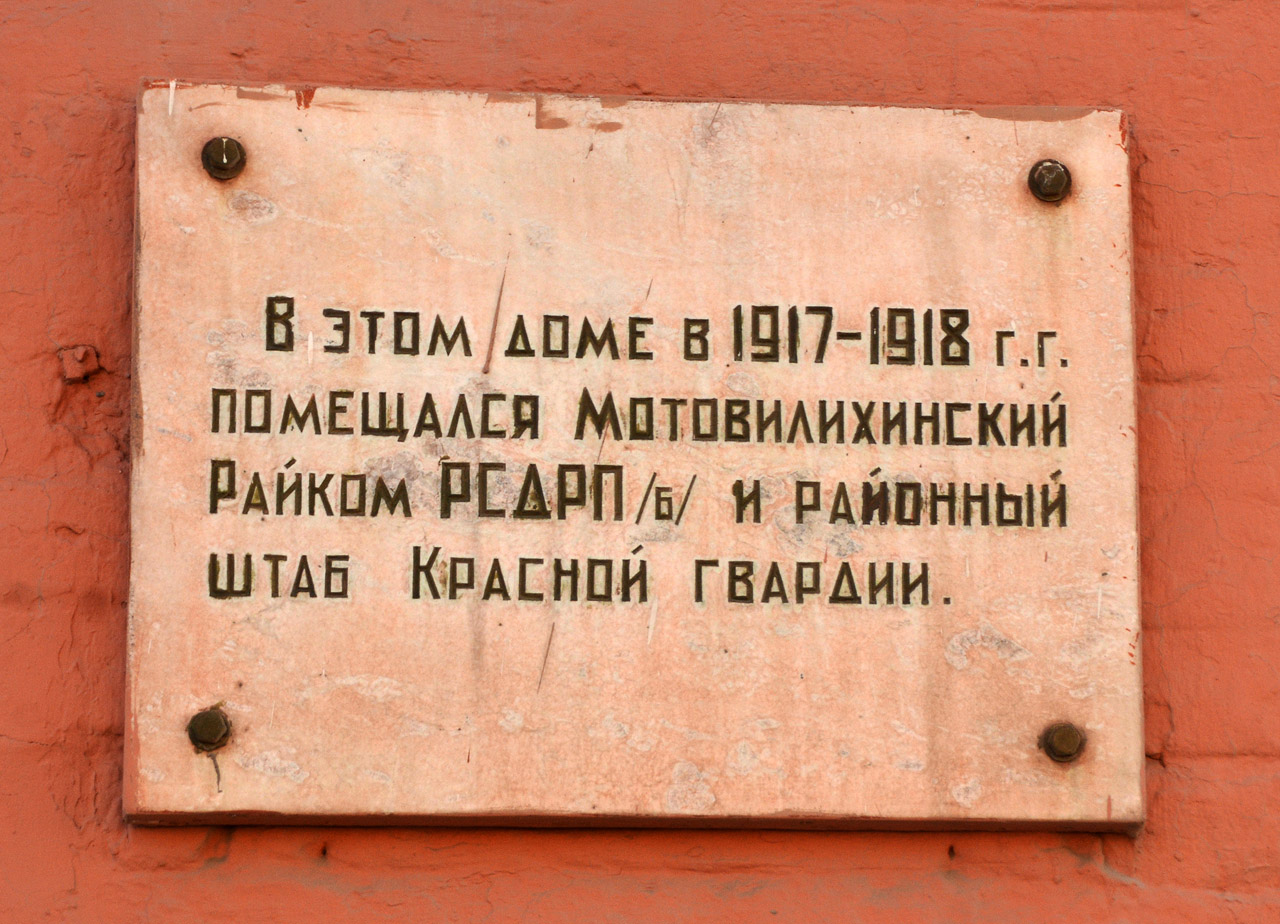 В этом доме в 1917-1918 г.г.
помещался Мотовилихинский
Райком РСДРП /б/ и районный
штаб Красной гвардии.